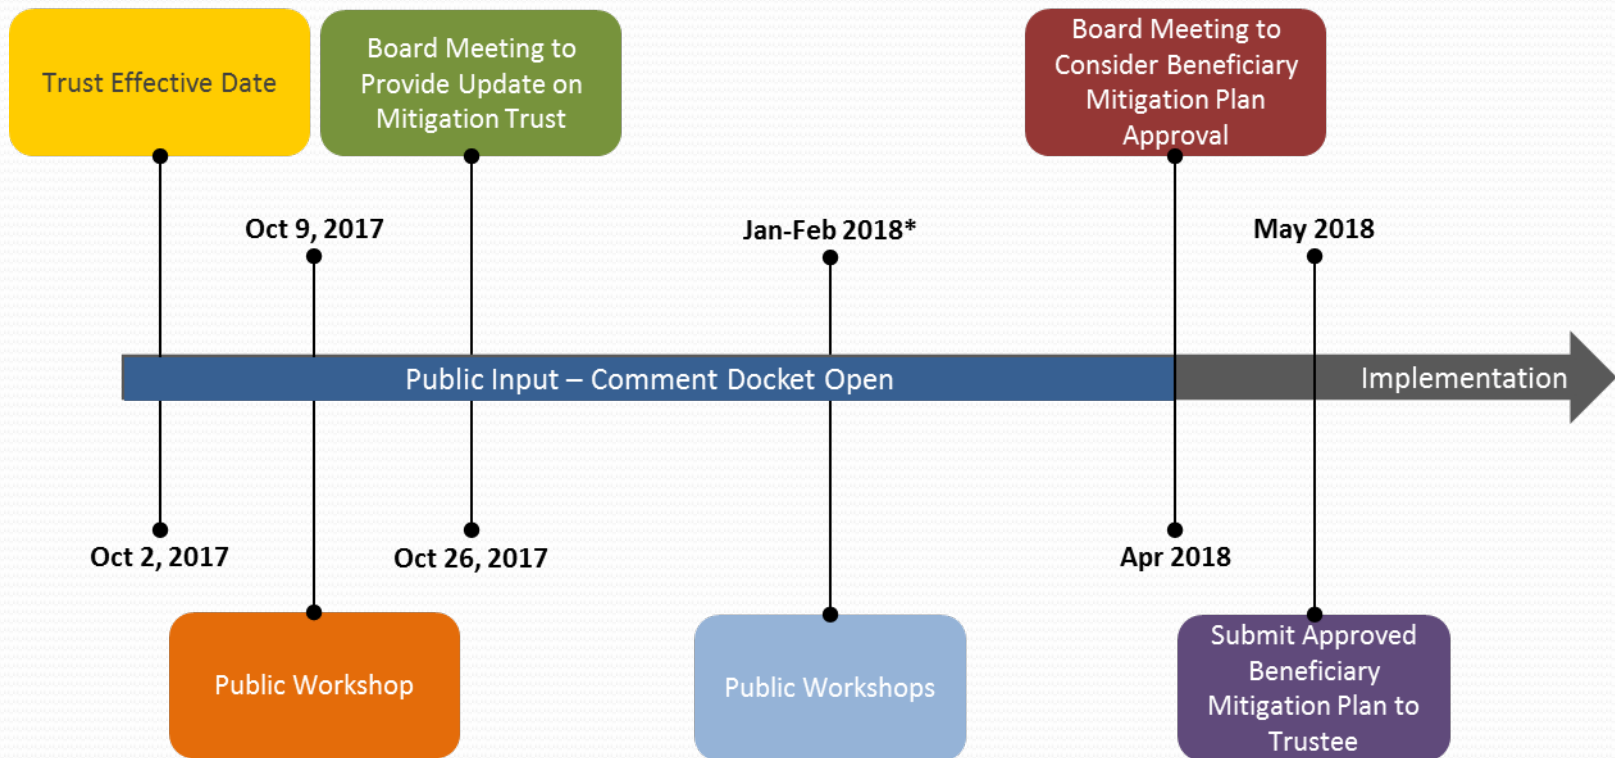 Trust Effective Date
Board Meeting to
Provide Update on
Mitigation Trust
Board Meeting to
Consider Beneficiary
Mitigation Plan
Approval
Oct 9, 2017
Jan-Feb 2018*
May 2018
Public Input – Comment Docket Open
Implementation
Oct 2, 2017
Oct 26, 2017
Apr 2018
Public Workshop
Public Workshops
Submit Approved
Beneficiary
Mitigation Plan to
Trustee